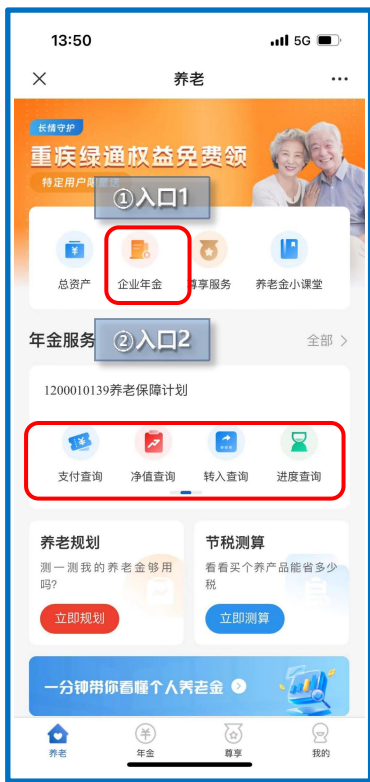 13:50
5G
养老
长情守护
重疾绿通权益免费领
特定用户限
①入口1
总资产
企业年金
尊享服务
养老金小课堂
年金服务
②入口2
全部 >
1200010139养老保障计划
支付查询
净值查询
转入查询
进度查询
养老规划
测一测我的养老金够用
吗?
立即规划
节税测算
看看买个养产品能省多少
税
立即测算
一分钟带你看懂个人养老金
养老
年金
尊享
我的